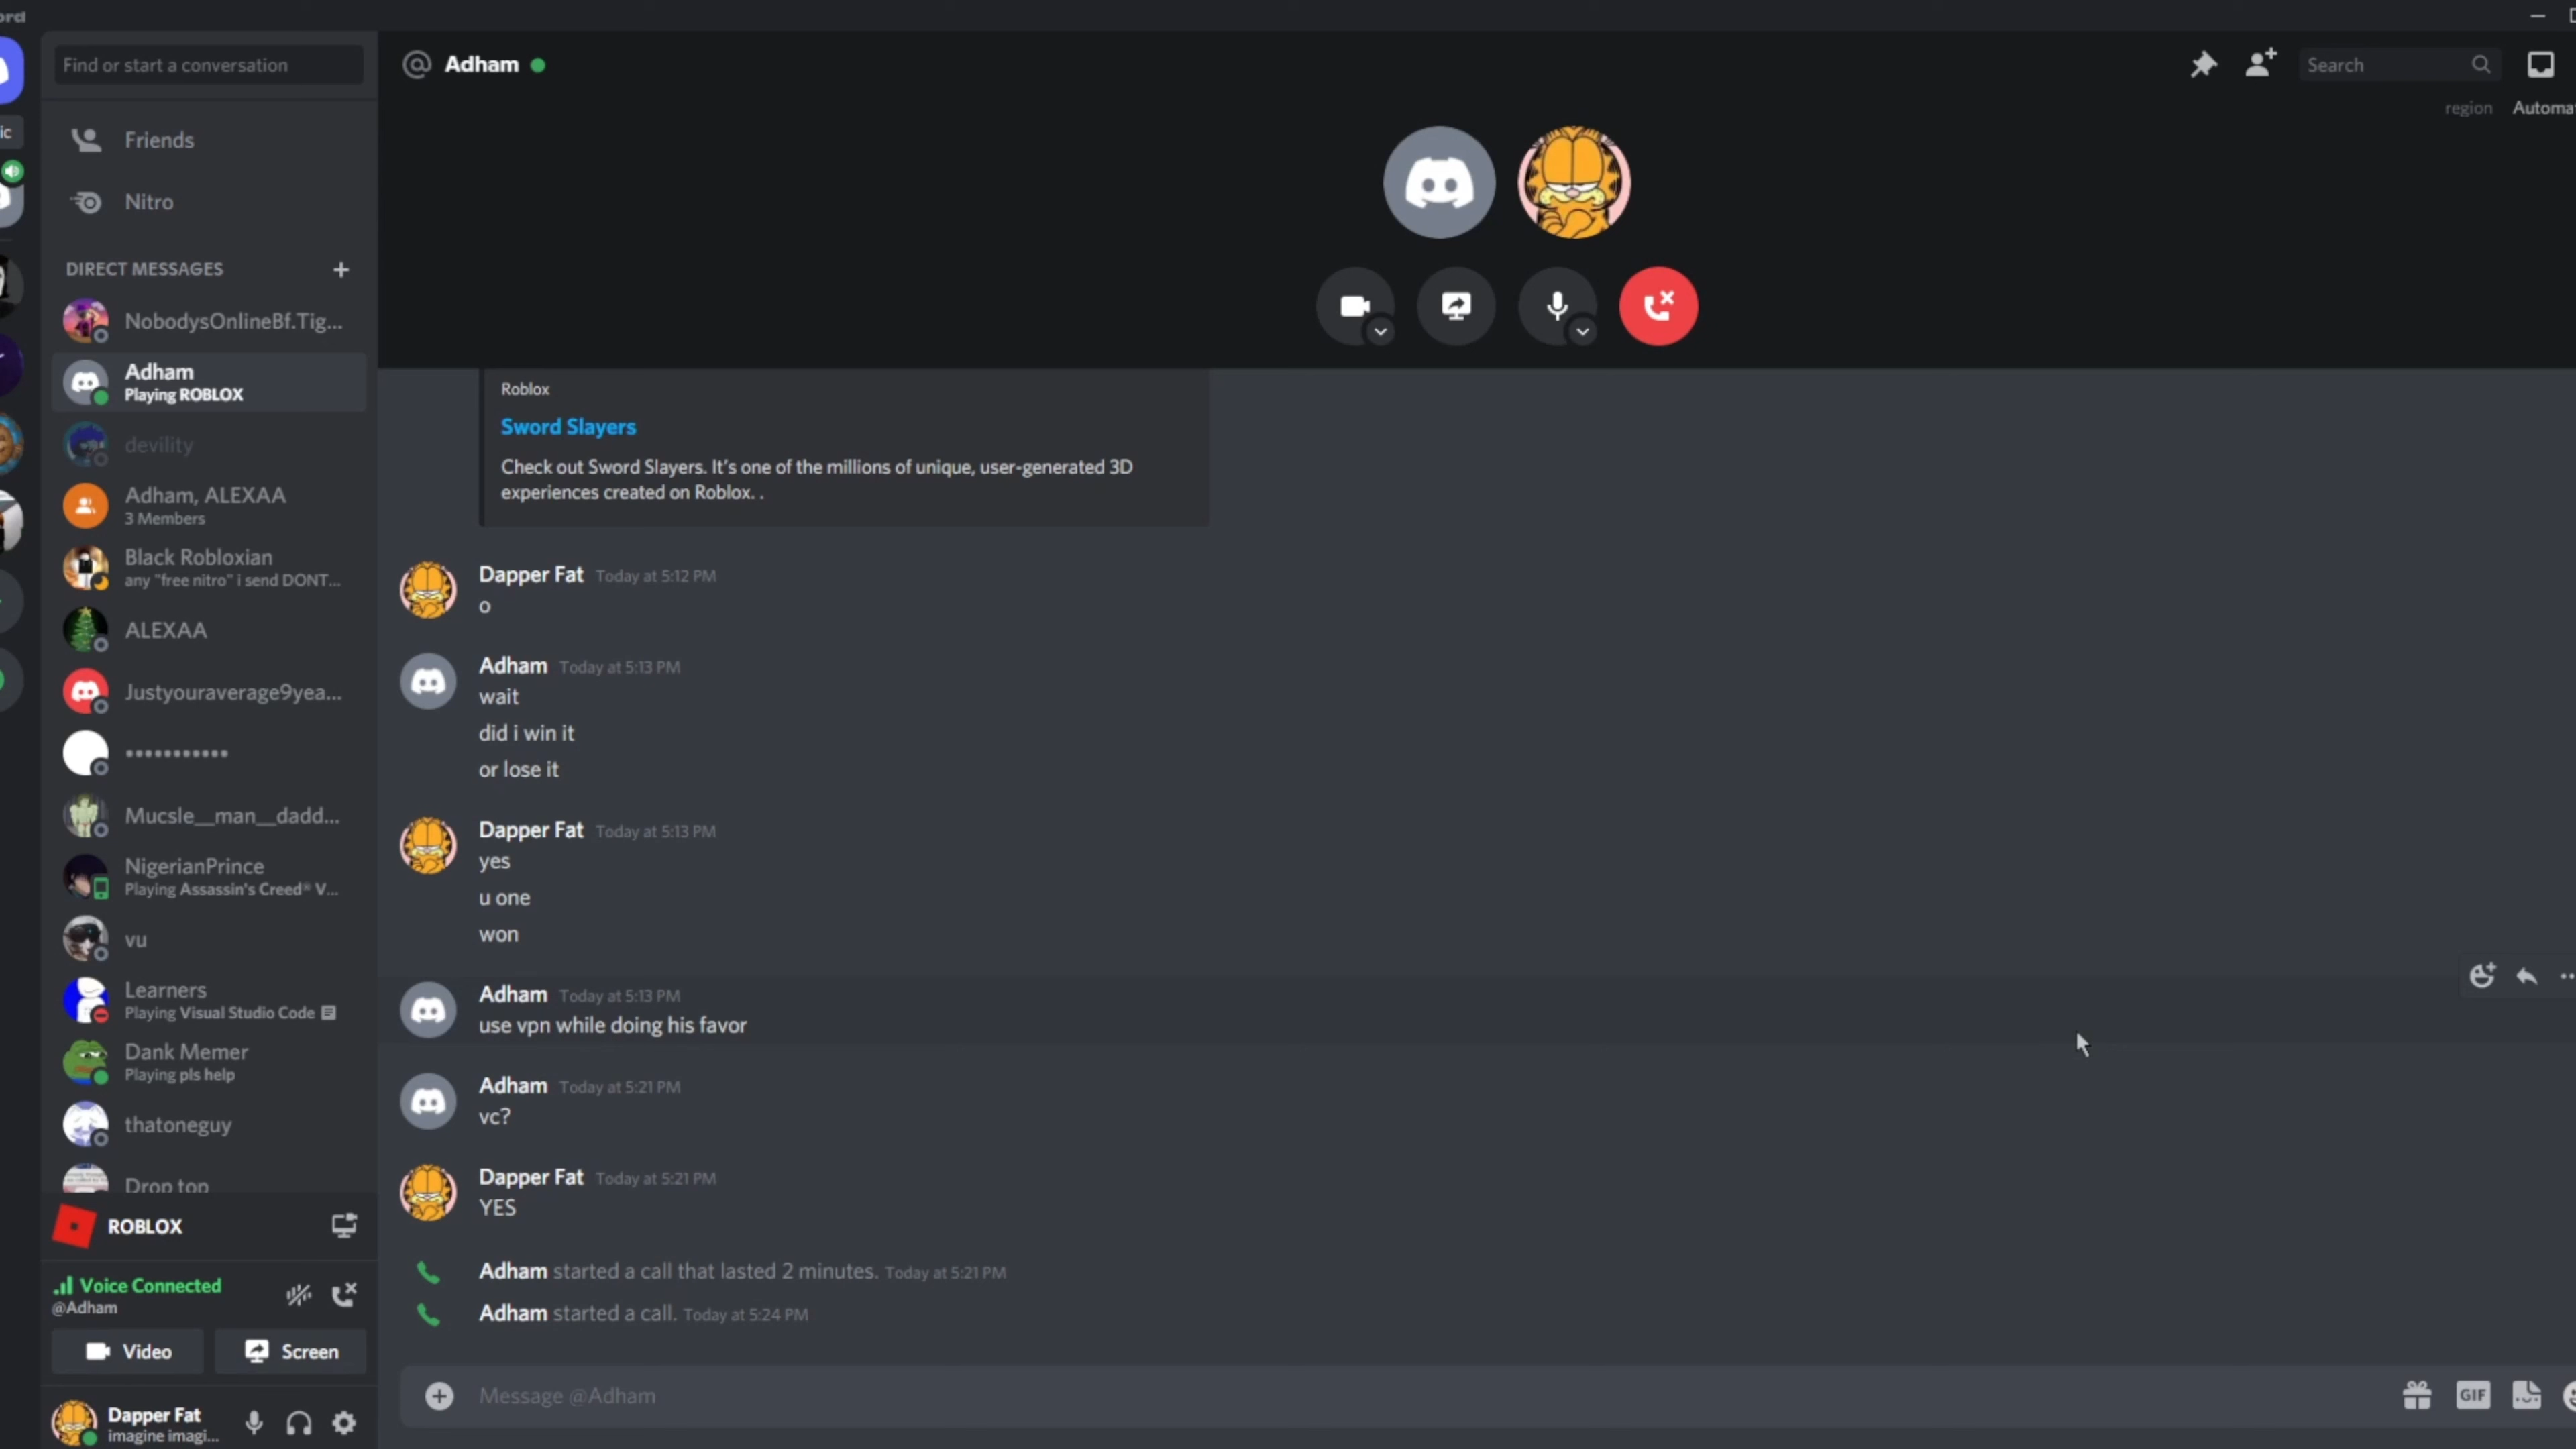 Find or start a conversation
Friends
Nitro
DIRECT MESSAGES
NobodysOnlineBf.Tig...
Adham
Playing ROBLOX
devility
Adham, ALEXAA
3 Members
Black Robloxian
any "free nitro" i send DONT...
ALEXAA
Justyouraverage9yea...
•••••••••••
Mucsle__man__dadd...
NigerianPrince
Playing Assassin's Creed® V...
vu
Learners
Playing Visual Studio Code
Dank Memer
Playing pls help
thatoneguy
Drop top
ROBLOX
Voice Connected
@Adham
Video
Screen
Dapper Fat
imagine imagi...
Adham
Search
region
Roblox
Sword Slayers
Check out Sword Slayers. It's one of the millions of unique, user-generated 3D
experiences created on Roblox. .
Dapper Fat Today at 5:12 PM
o
Adham Today at 5:13 PM
wait
did i win it
or lose it
Dapper Fat Today at 5:13 PM
yes
u one
won
Adham Today at 5:13 PM
use vpn while doing his favor
Adham Today at 5:21 PM
vc?
Dapper Fat Today at 5:21 PM
YES
Adham started a call that lasted 2 minutes. Today at 5:21 PM
Adham started a call. Today at 5:24 PM
Message @Adham
GIF